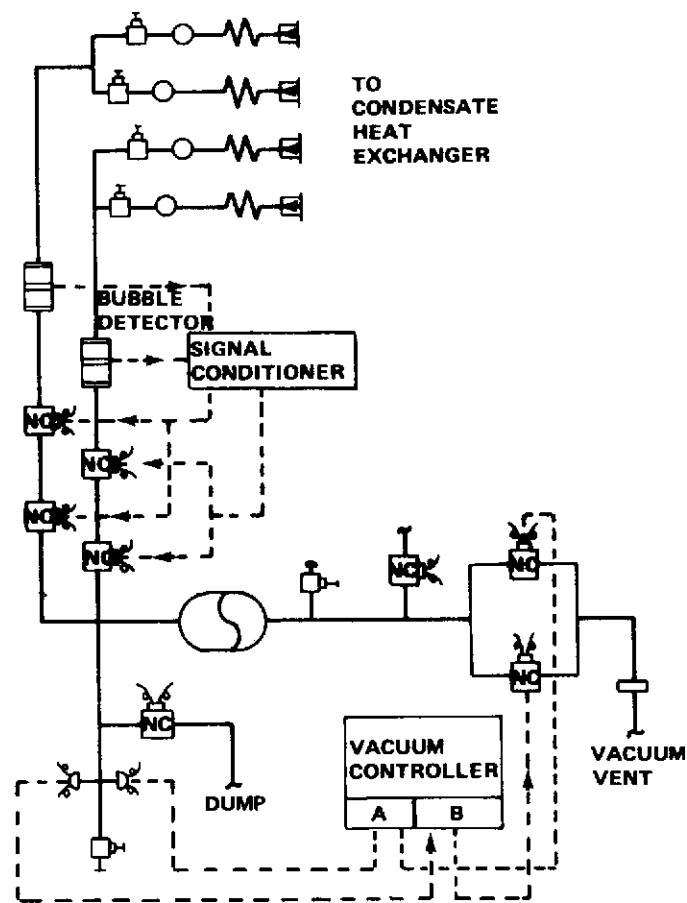 TO
CONDENSATE
HEAT
EXCHANGER
BUBBLE
DETECTOR
SIGNAL
CONDITIONER
NC
NC
NC
NC
NC
NC
NC
NC
VACUUM
CONTROLLER
A B
VACUUM
VENT
DUMP